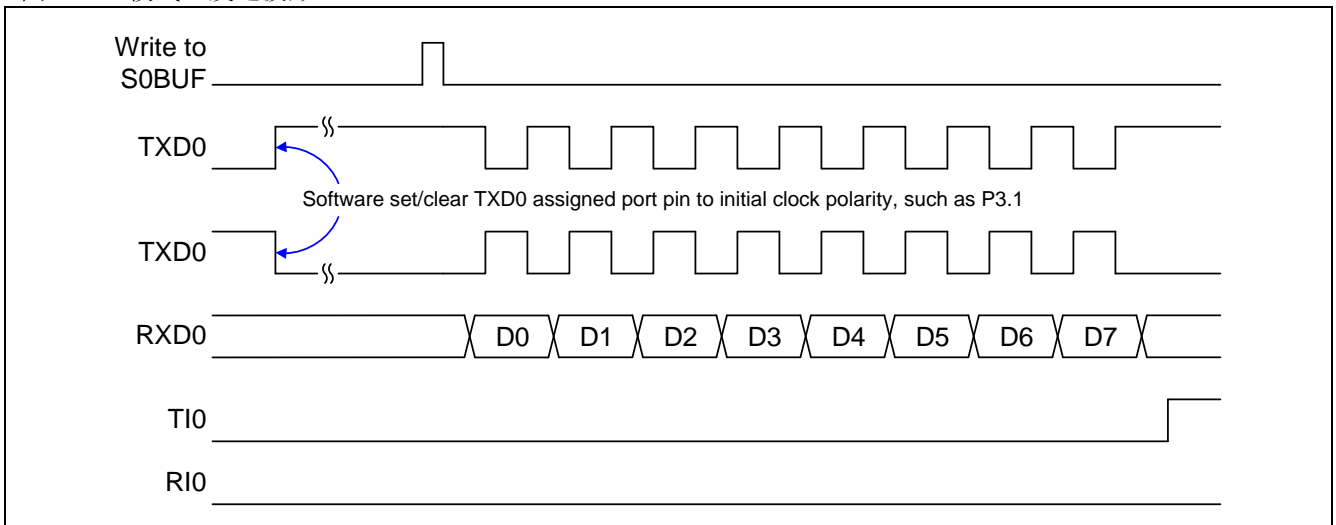 Write to
S0BUF
TXD0
Software set/clear TXD0 assigned port pin to initial clock polarity, such as P3.1
TXD0
RXD0 D0 D1 D2 D3 D4 D5 D6 D7
TI0
RI0